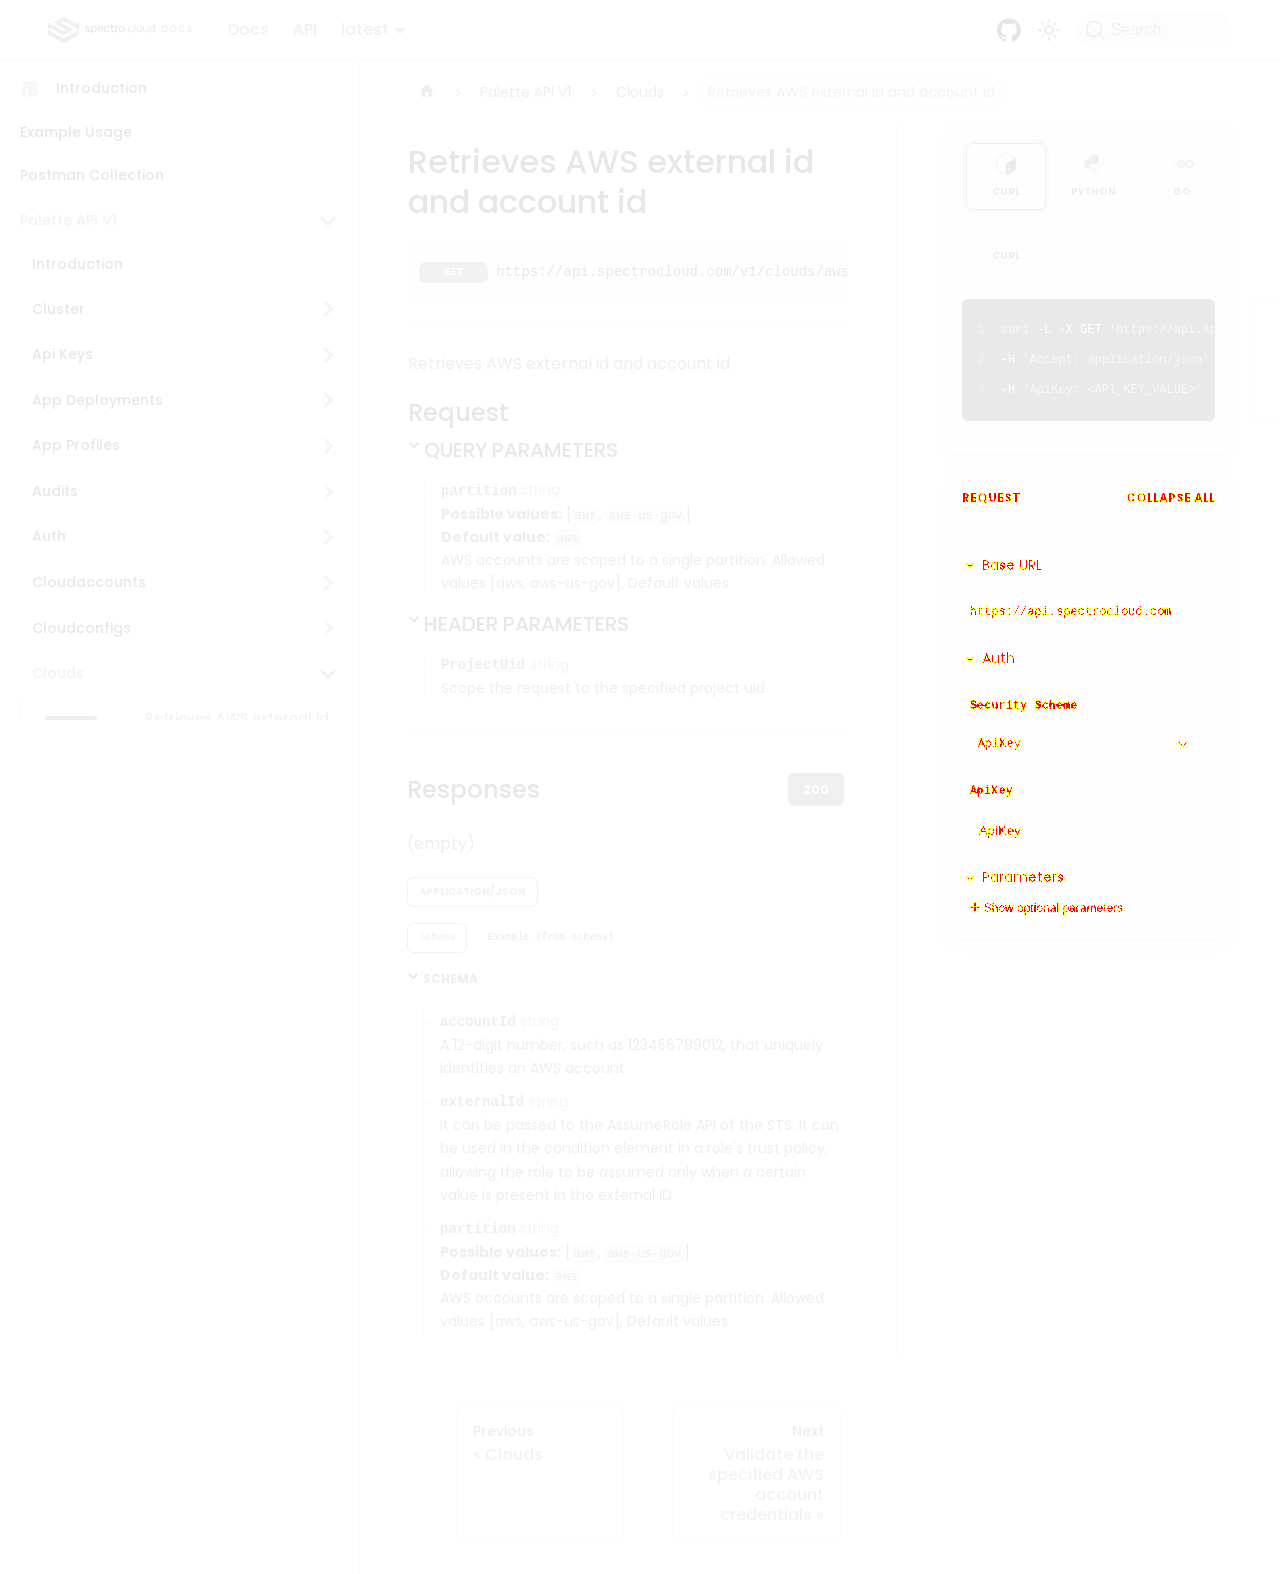 spectro cloud DOCS
Docs
API
latest
Search
Introduction
Example Usage
Postman Collection
Palette API V1
Introduction
Cluster
Api Keys
App Deployments
App Profiles
Audits
Auth
Cloudaccounts
Cloudconfigs
Clouds
Retrieves AWS external id
Palette API V1
Clouds
Retrieves AWS external id and account id
Retrieves AWS external id
and account id
GET https://api.spectrocloud.com/v1/clouds/aws
Retrieves AWS external id and account id
Request
QUERY PARAMETERS
partition string
Possible values: [aws, aws-us-gov]
Default value: aws
AWS accounts are scoped to a single partition. Allowed
values [aws, aws-us-gov], Default values
HEADER PARAMETERS
ProjectUid string
Scope the request to the specified project uid
Responses
200
(empty)
APPLICATION/JSON
Schema Example (from schema)
SCHEMA
accountId string
A 12-digit number, such as 123456789012, that uniquely
identifies an AWS account
externalId string
It can be passed to the AssumeRole API of the STS. It can
be used in the condition element in a role's trust policy,
allowing the role to be assumed only when a certain
value is present in the external ID
partition string
Possible values: [aws, aws-us-gov]
Default value: aws
AWS accounts are scoped to a single partition. Allowed
values [aws, aws-us-gov], Default values
Previous
« Clouds
Next
Validate the
specified AWS
account
credentials »
CURL
PYTHON
GO
CURL
1 curl -L -X GET 'https://api.sp
2 -H 'Accept: application/json'
3 -H 'ApiKey: <API_KEY_VALUE>'
REQUEST
COLLAPSE ALL
Base URL
https://api.spectrocloud.com
Auth
Security Scheme
ApiKey
ApiKey
ApiKey
Parameters
Show optional parameters